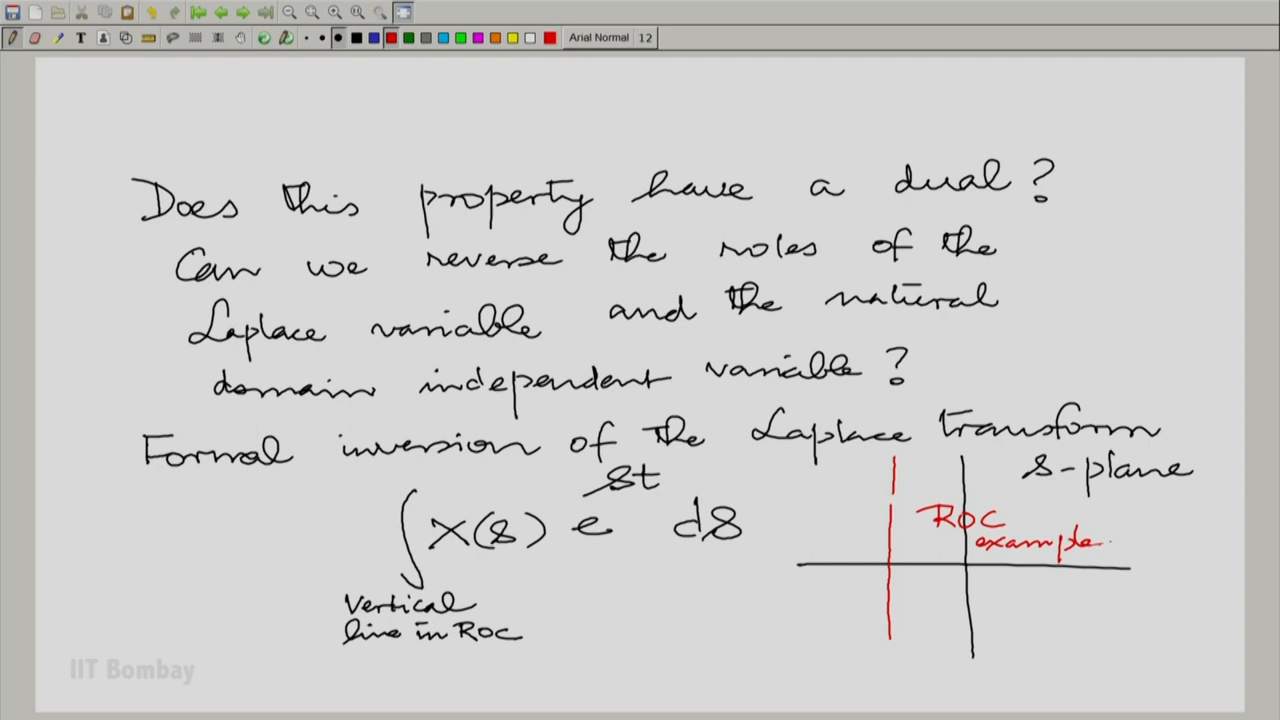 Arial Normal 12
Does this property have a dual?
Can we reverse the roles of the
Laplace variable and the natural
domain independent variable?
Formal inversion of the Laplace transform
s-plane
∫ X(s) e^{st} ds
Vertical
line in ROC
ROC
example.
IIT Bombay